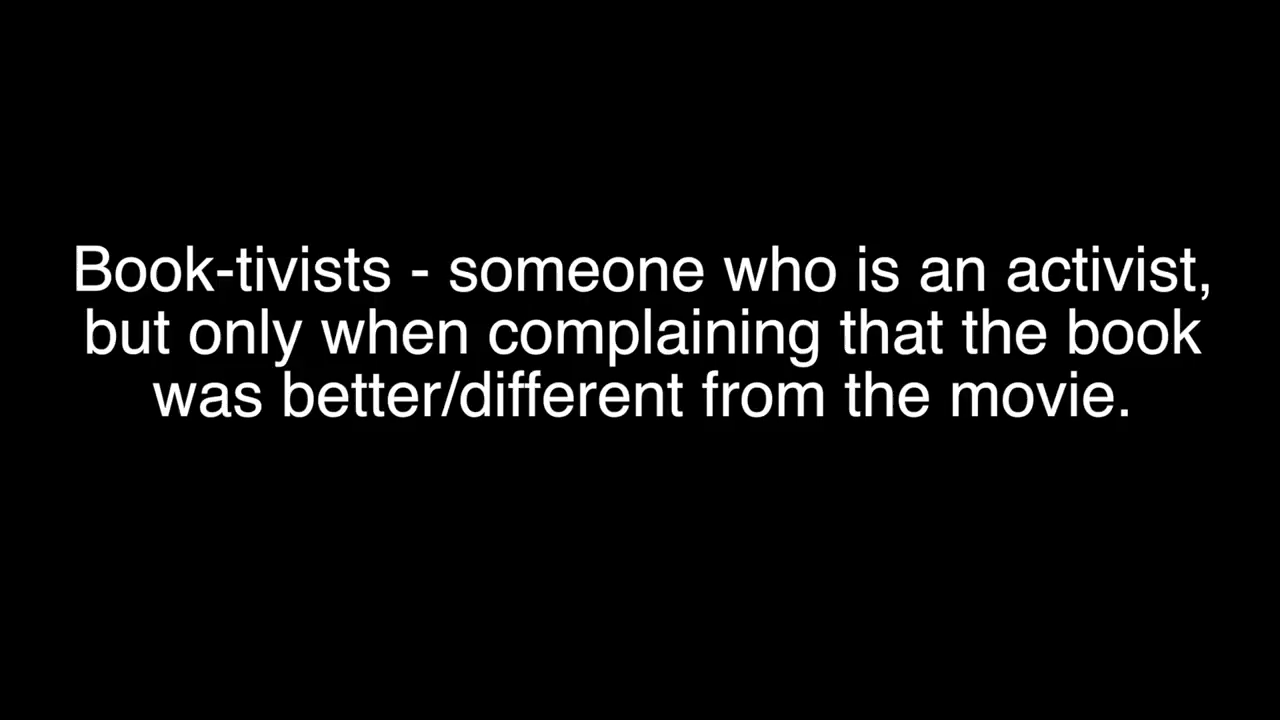 Book-tivists - someone who is an activist,
but only when complaining that the book
was better/different from the movie.